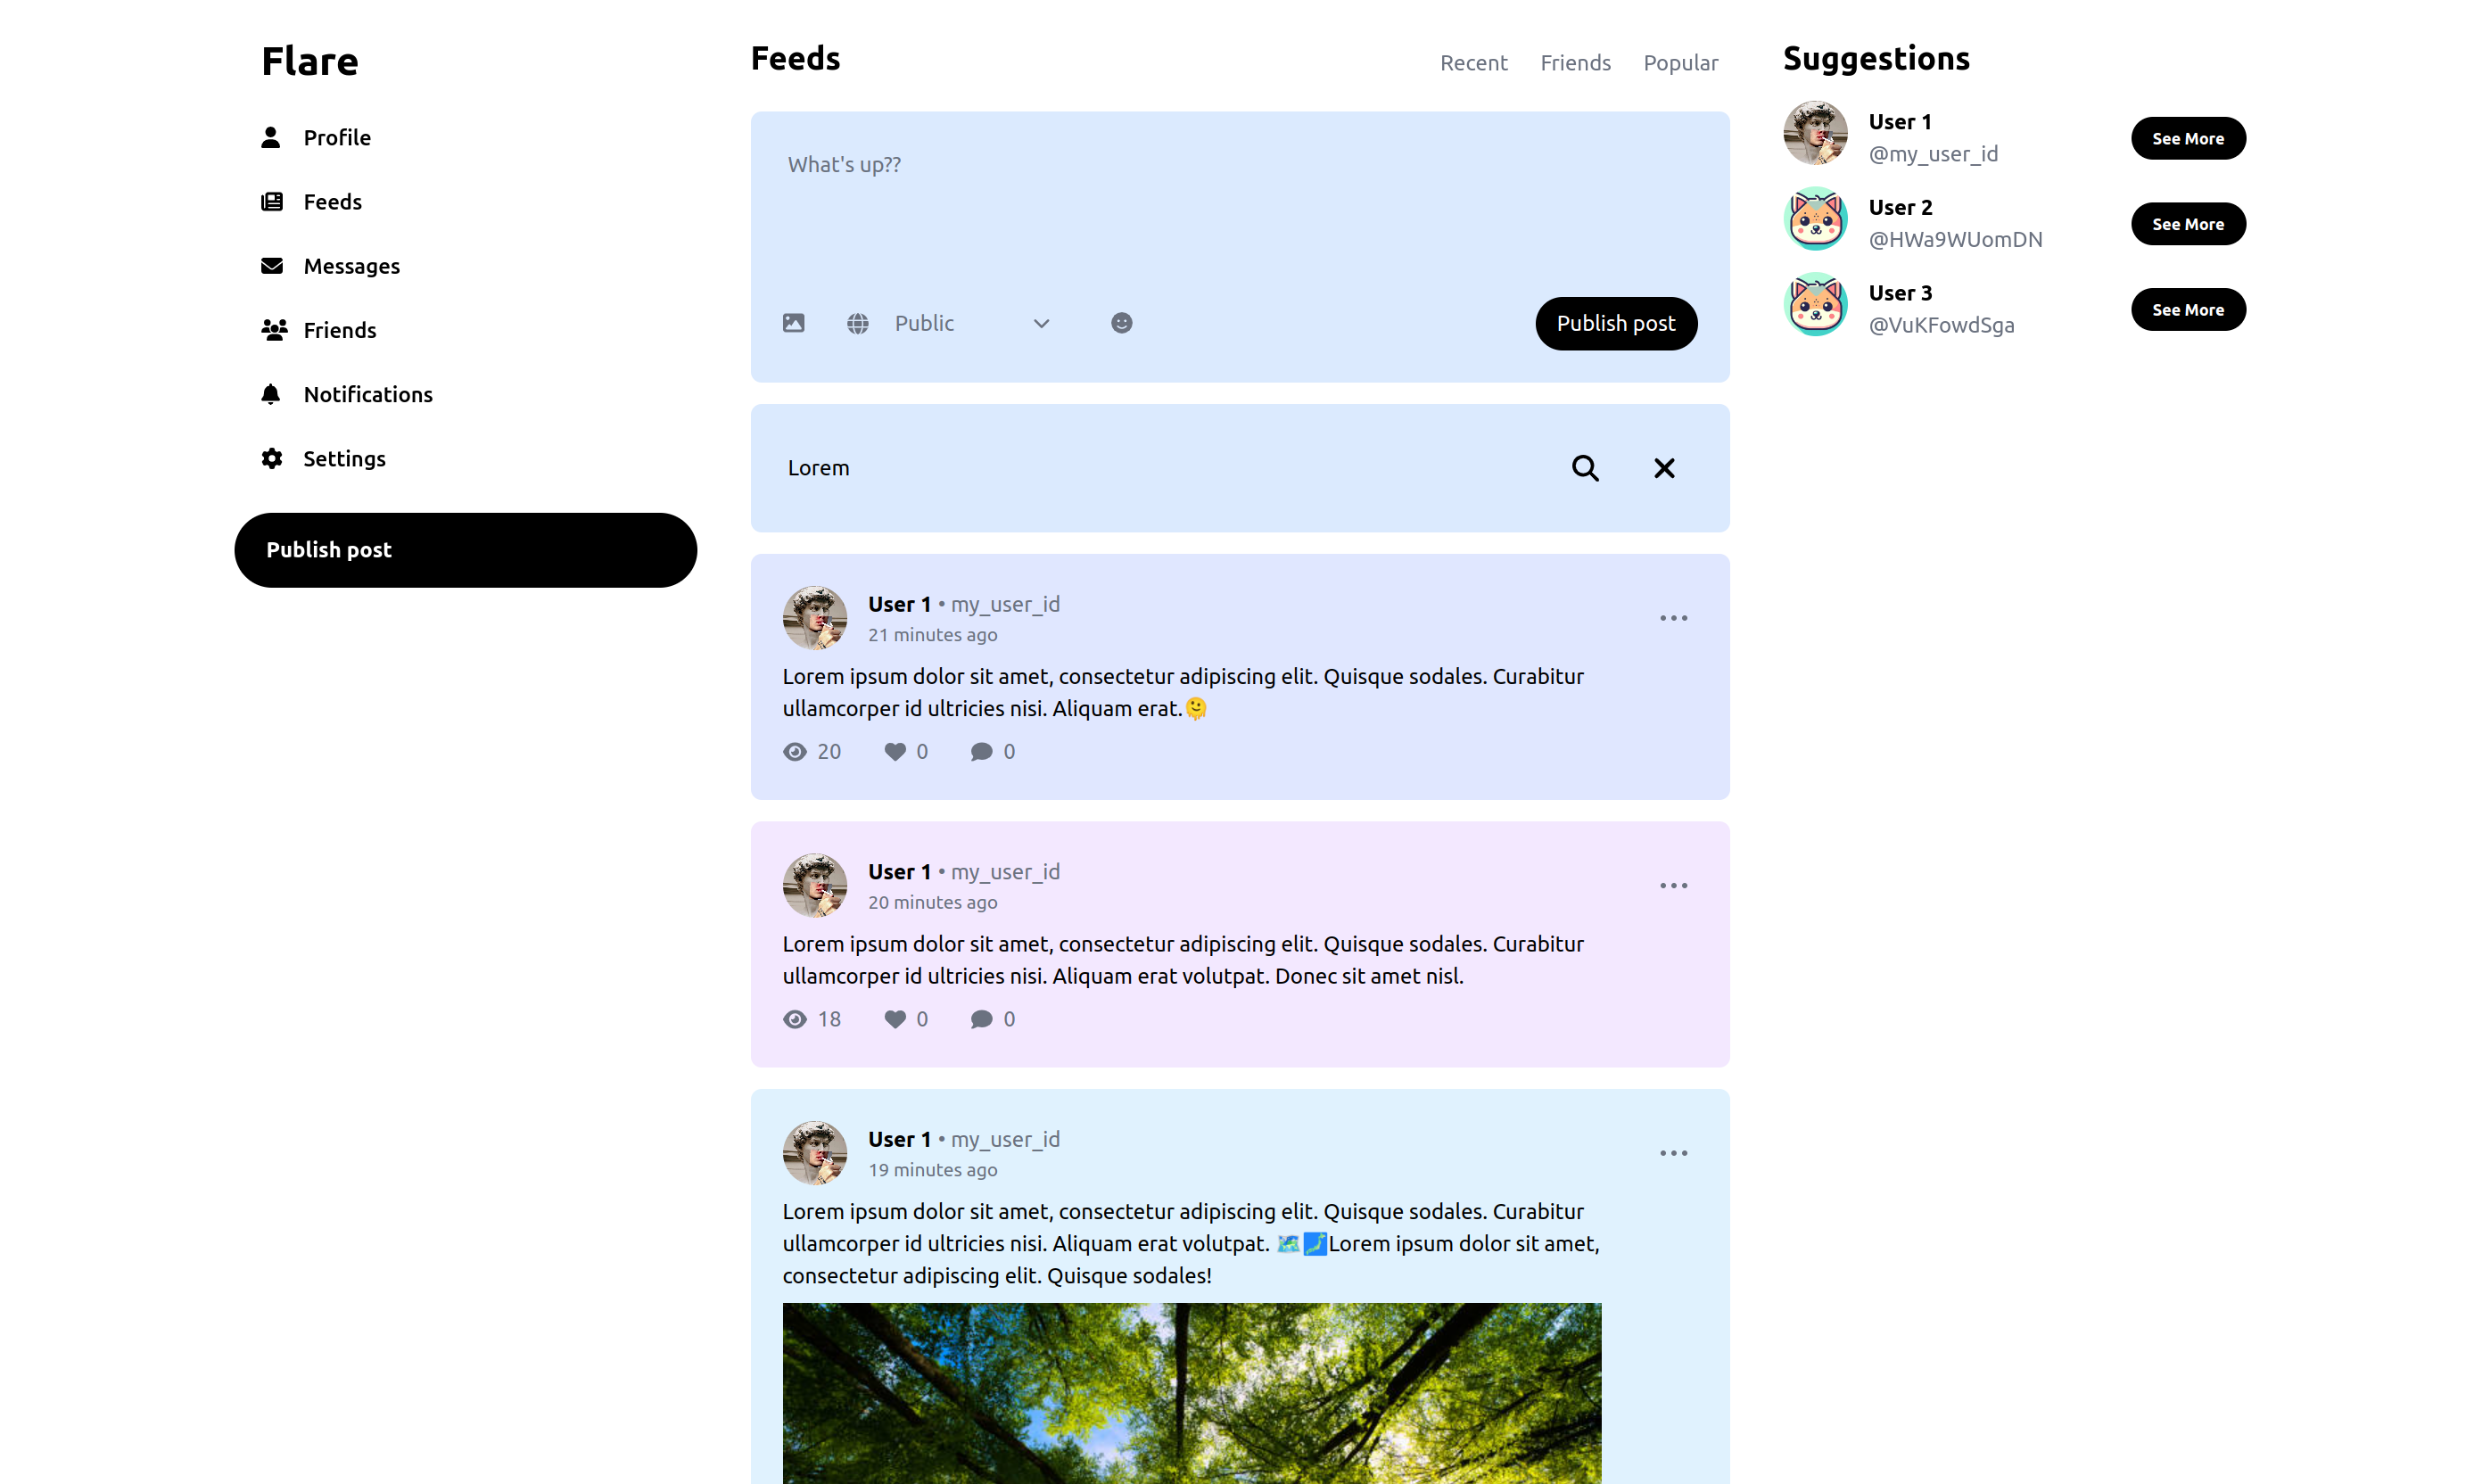 Flare
Profile
Feeds
Messages
Friends
Notifications
Settings
Publish post
Feeds
Recent Friends Popular
What's up??
Public
Publish post
Lorem
User 1 • my_user_id
21 minutes ago
Lorem ipsum dolor sit amet, consectetur adipiscing elit. Quisque sodales. Curabitur
ullamcorper id ultricies nisi. Aliquam erat.🫠
20 0 0
User 1 • my_user_id
20 minutes ago
Lorem ipsum dolor sit amet, consectetur adipiscing elit. Quisque sodales. Curabitur
ullamcorper id ultricies nisi. Aliquam erat volutpat. Donec sit amet nisl.
18 0 0
User 1 • my_user_id
19 minutes ago
Lorem ipsum dolor sit amet, consectetur adipiscing elit. Quisque sodales. Curabitur
ullamcorper id ultricies nisi. Aliquam erat volutpat. 🗺️🗾Lorem ipsum dolor sit amet,
consectetur adipiscing elit. Quisque sodales!
Suggestions
User 1
@my_user_id
See More
User 2
@HWa9WUomDN
See More
User 3
@VuKFowdSga
See More